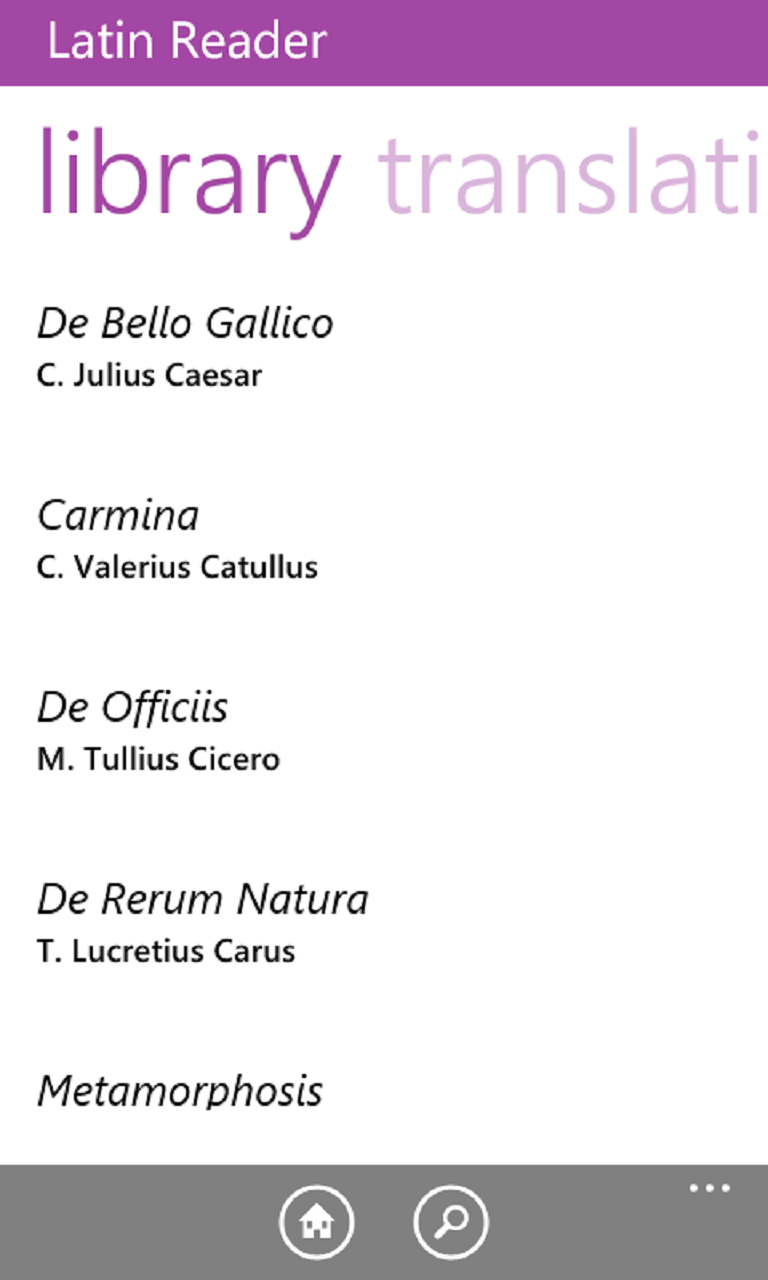 Latin Reader
library translati
De Bello Gallico
C. Julius Caesar
Carmina
C. Valerius Catullus
De Officiis
M. Tullius Cicero
De Rerum Natura
T. Lucretius Carus
Metamorphosis